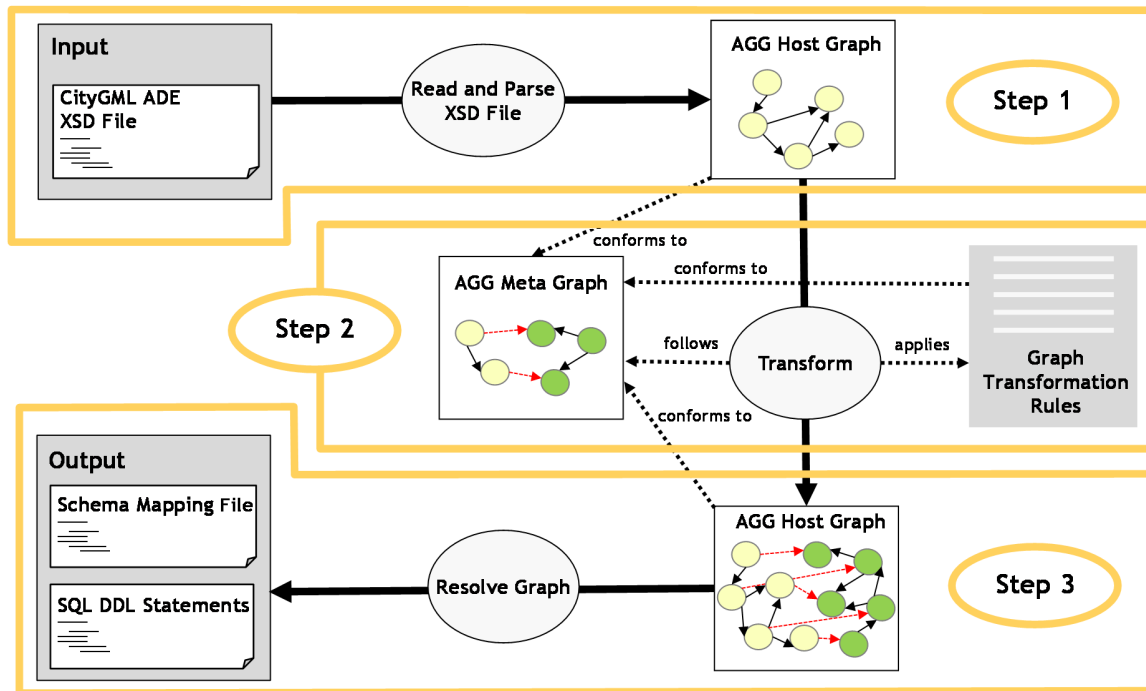 Input
CityGML ADE
XSD File
Read and Parse
XSD File
AGG Host Graph
Step 1
conforms to
conforms to
AGG Meta Graph
Step 2
follows
Transform
applies
Graph
Transformation
Rules
conforms to
Output
Schema Mapping File
SQL DDL Statements
Resolve Graph
AGG Host Graph
Step 3